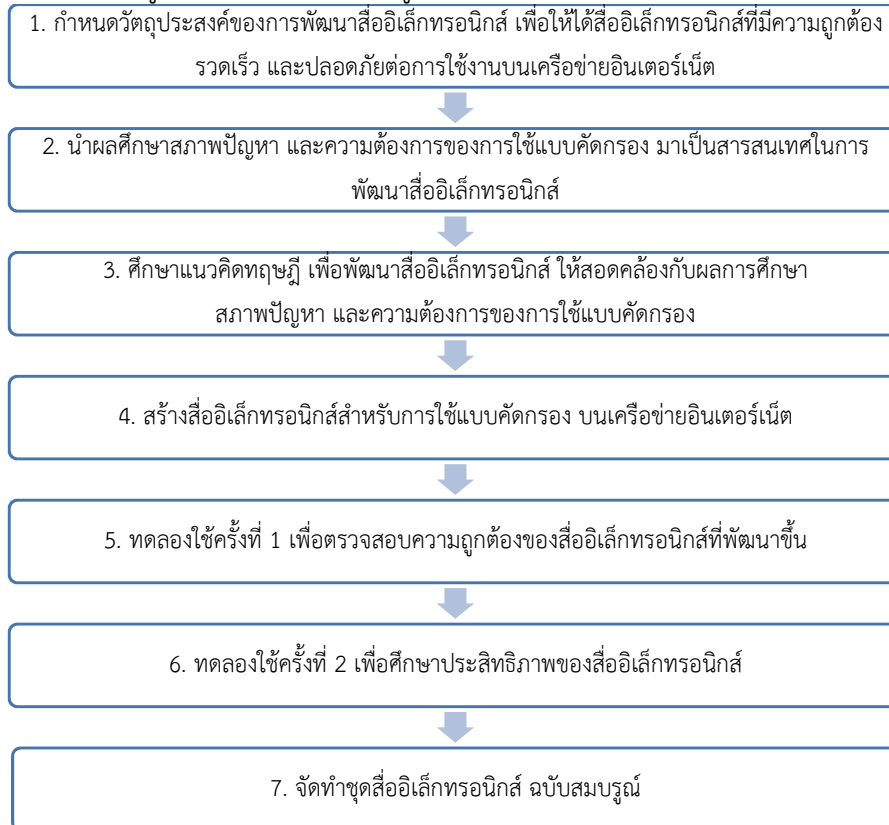 1. กำหนดวัตถุประสงค์ของการพัฒนาสื่ออิเล็กทรอนิกส์ เพื่อให้ได้สื่ออิเล็กทรอนิกส์ที่มีความถูกต้อง
รวดเร็ว และปลอดภัยต่อการใช้งานบนเครือข่ายอินเตอร์เน็ต
2. นำผลศึกษาสภาพปัญหา และความต้องการของการใช้แบบคัดกรอง มาเป็นสารสนเทศในการ
พัฒนาสื่ออิเล็กทรอนิกส์
3. ศึกษาแนวคิดทฤษฎี เพื่อพัฒนาสื่ออิเล็กทรอนิกส์ ให้สอดคล้องกับผลการศึกษา
สภาพปัญหา และความต้องการของการใช้แบบคัดกรอง
4. สร้างสื่ออิเล็กทรอนิกส์สำหรับการใช้แบบคัดกรอง บนเครือข่ายอินเตอร์เน็ต
5. ทดลองใช้ครั้งที่ 1 เพื่อตรวจสอบความถูกต้องของสื่ออิเล็กทรอนิกส์ที่พัฒนาขึ้น
6. ทดลองใช้ครั้งที่ 2 เพื่อศึกษาประสิทธิภาพของสื่ออิเล็กทรอนิกส์
7. จัดทำชุดสื่ออิเล็กทรอนิกส์ ฉบับสมบรูณ์